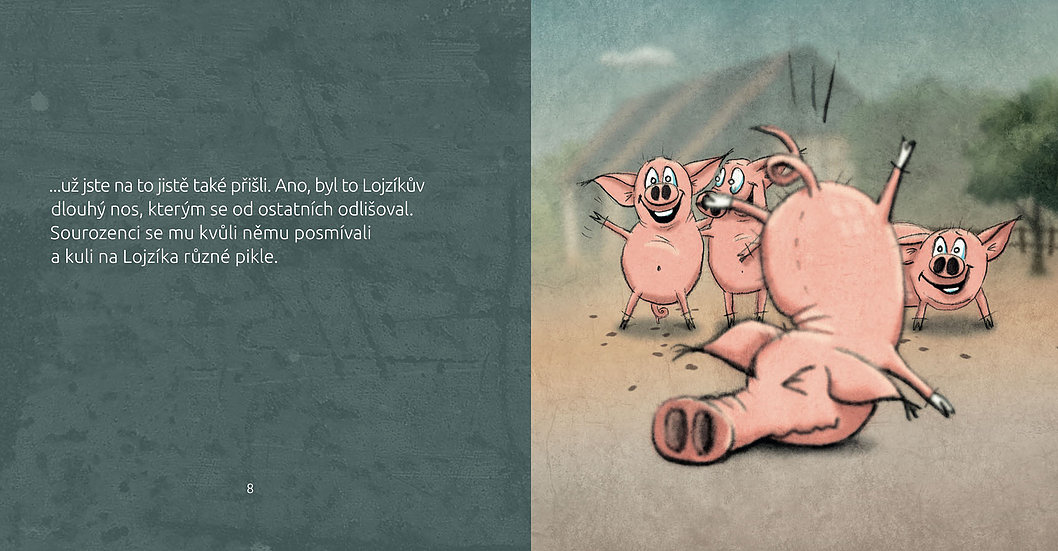 ...už jste na to jistě také přišli. Ano, byl to Lojzíkův
dlouhý nos, kterým se od ostatních odlišoval.
Sourozenci se mu kvůli němu posmívali
a kuli na Lojzíka různé pikle.
8